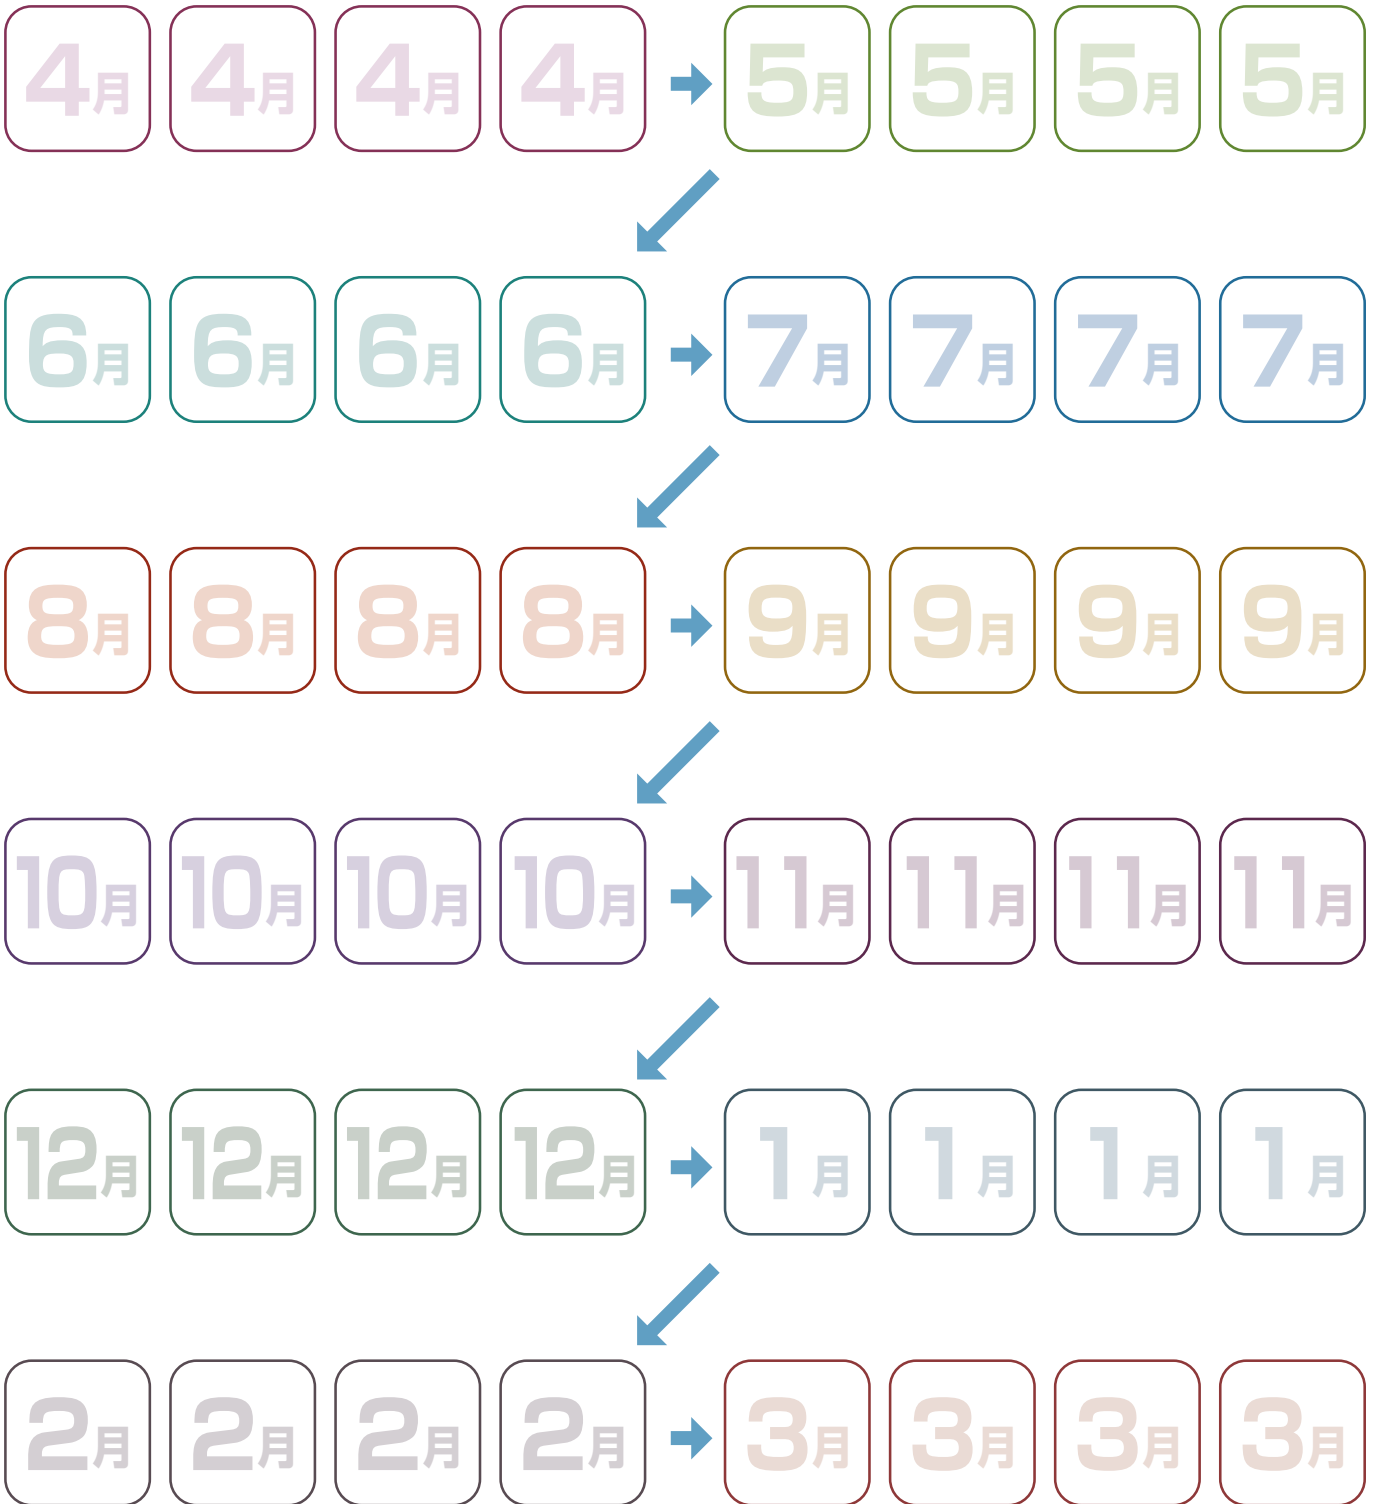 4月 4月 4月 4月 5月 5月 5月 5月
6月 6月 6月 6月 7月 7月 7月 7月
8月 8月 8月 8月 9月 9月 9月 9月
10月 10月 10月 10月 11月 11月 11月 11月
12月 12月 12月 12月 1月 1月 1月 1月
2月 2月 2月 2月 3月 3月 3月 3月